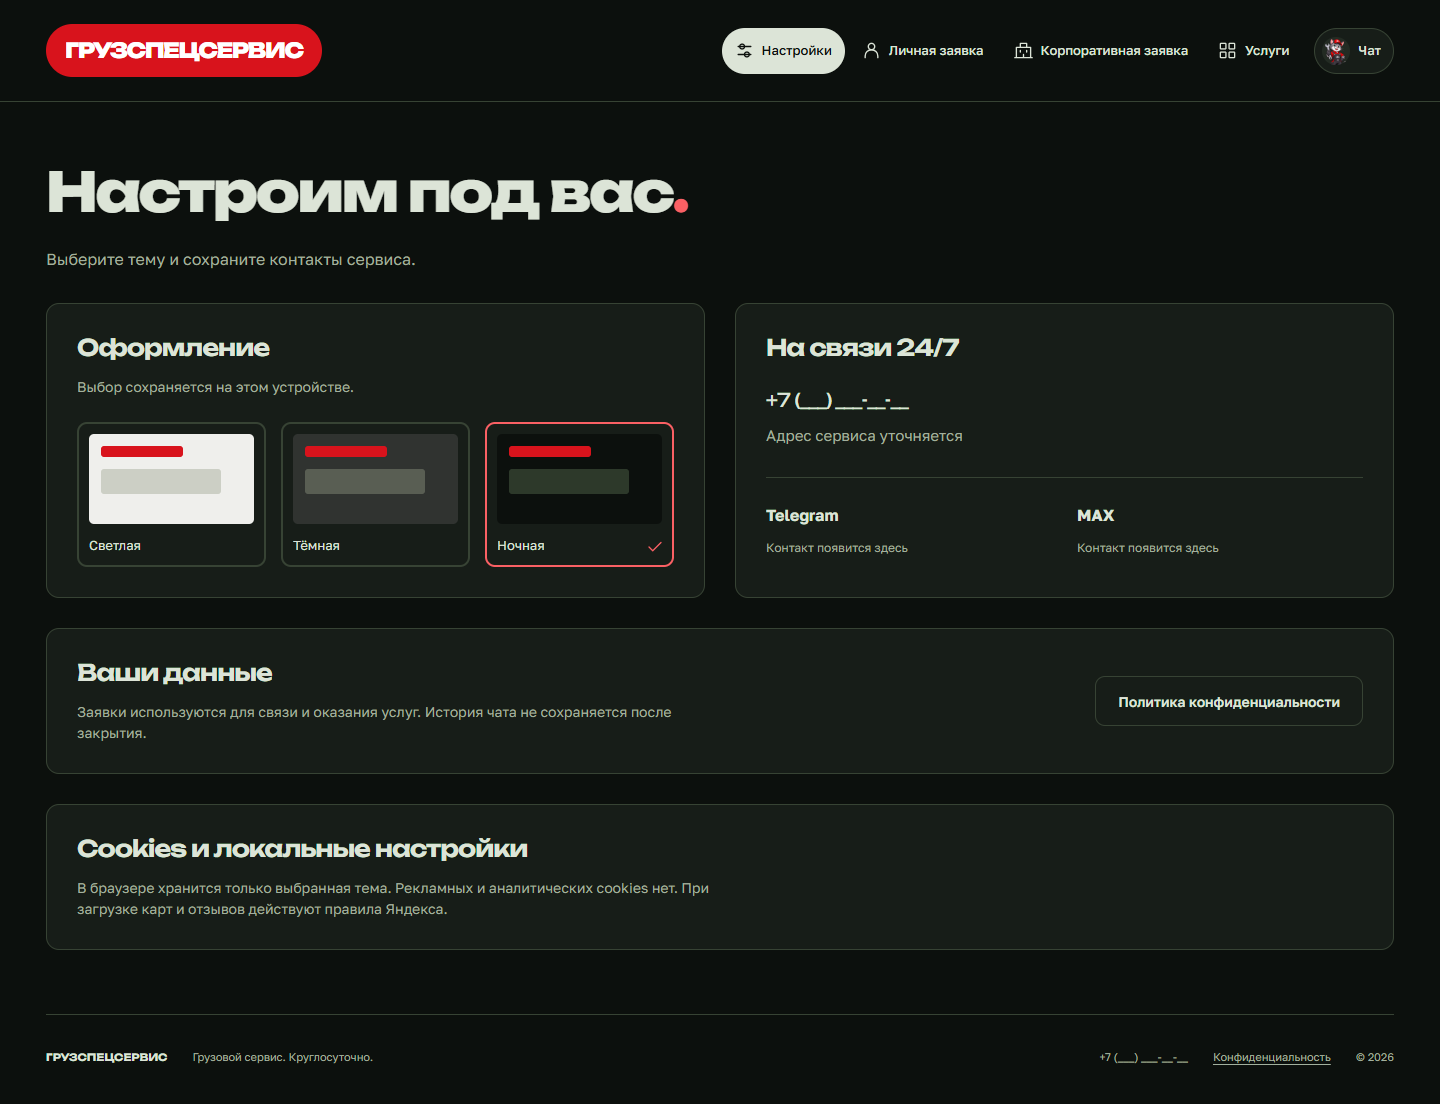 ГРУЗСПЕЦСЕРВИС
Настройки
Личная заявка
Корпоративная заявка
Услуги
Чат
Настроим под вас.
Выберите тему и сохраните контакты сервиса.
Оформление
Выбор сохраняется на этом устройстве.
Светлая
Тёмная
Ночная
На связи 24/7
+7 (___) ___-__-__
Адрес сервиса уточняется
Telegram
Контакт появится здесь
MAX
Контакт появится здесь
Ваши данные
Заявки используются для связи и оказания услуг. История чата не сохраняется после
закрытия.
Политика конфиденциальности
Cookies и локальные настройки
В браузере хранится только выбранная тема. Рекламных и аналитических cookies нет. При
загрузке карт и отзывов действуют правила Яндекса.
ГРУЗСПЕЦСЕРВИС
Грузовой сервис. Круглосуточно.
+7 (___) ___-__-__
Конфиденциальность
© 2026